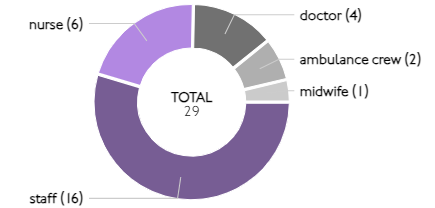 nurse (6)
doctor (4)
ambulance crew (2)
midwife (1)
TOTAL
29
staff (16)